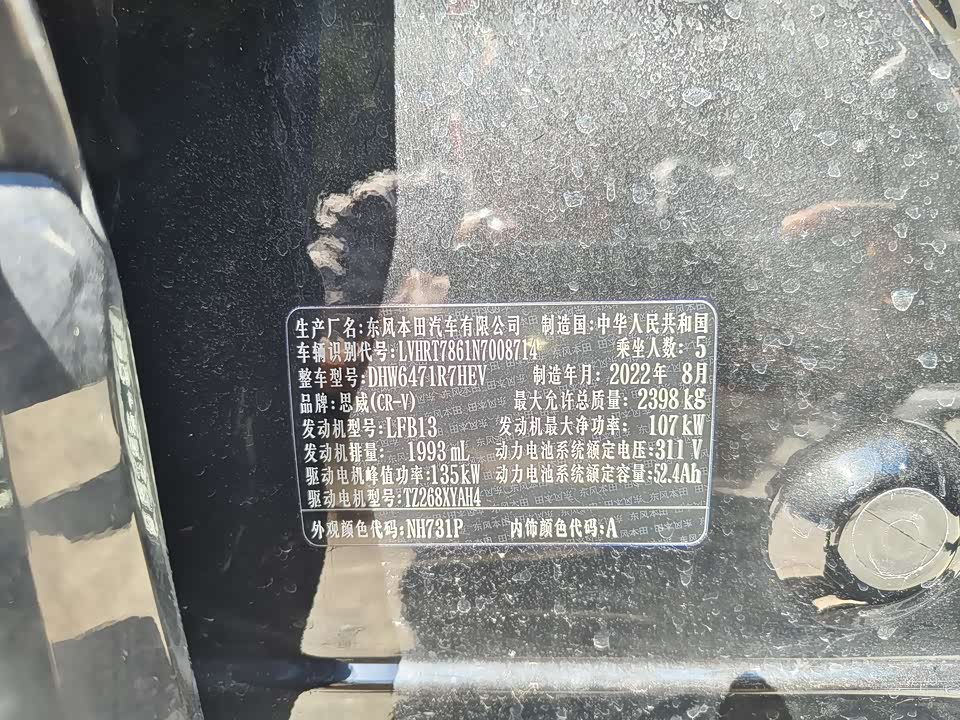 生产厂名:东风本田汽车有限公司 制造国:中华人民共和国
车辆识别代号:LVHRT7861N7008714 乘坐人数: 5
整车型号:DHW6471R7HEV 制造年月: 2022年 8月
品牌:思威(CR-V) 最大允许总质量: 2398 kg
发动机型号:LFB13 发动机最大净功率: 107 kW
发动机排量: 1993 mL 动力电池系统额定电压:311 V
驱动电机峰值功率:135kW 动力电池系统额定容量:52.4Ah
驱动电机型号:TZ268XYAH4
外观颜色代码:NH731P 内饰颜色代码:A